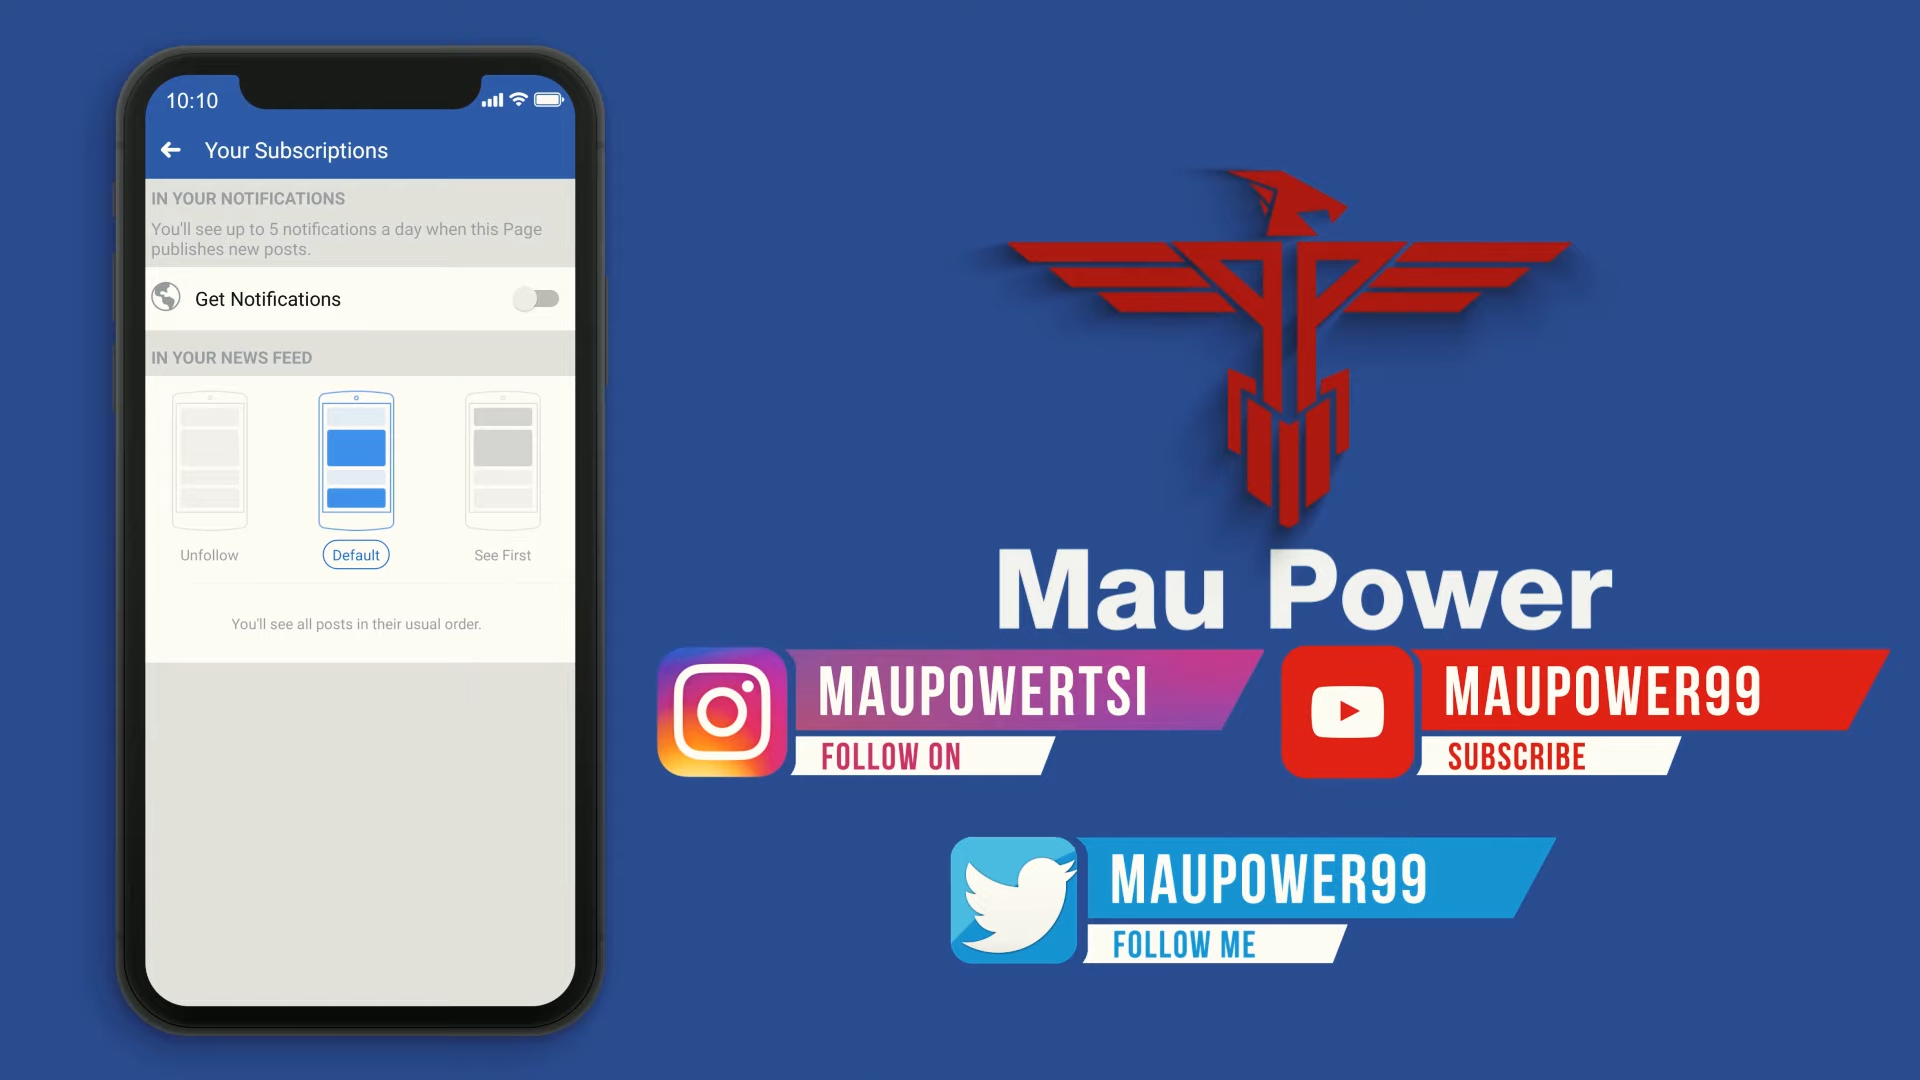 10:10
Your Subscriptions
IN YOUR NOTIFICATIONS
You'll see up to 5 notifications a day when this Page
publishes new posts.
Get Notifications
IN YOUR NEWS FEED
Unfollow
Default
See First
You'll see all posts in their usual order.
Mau Power
MAUPOWERTSI
FOLLOW ON
MAUPOWER99
SUBSCRIBE
MAUPOWER99
FOLLOW ME